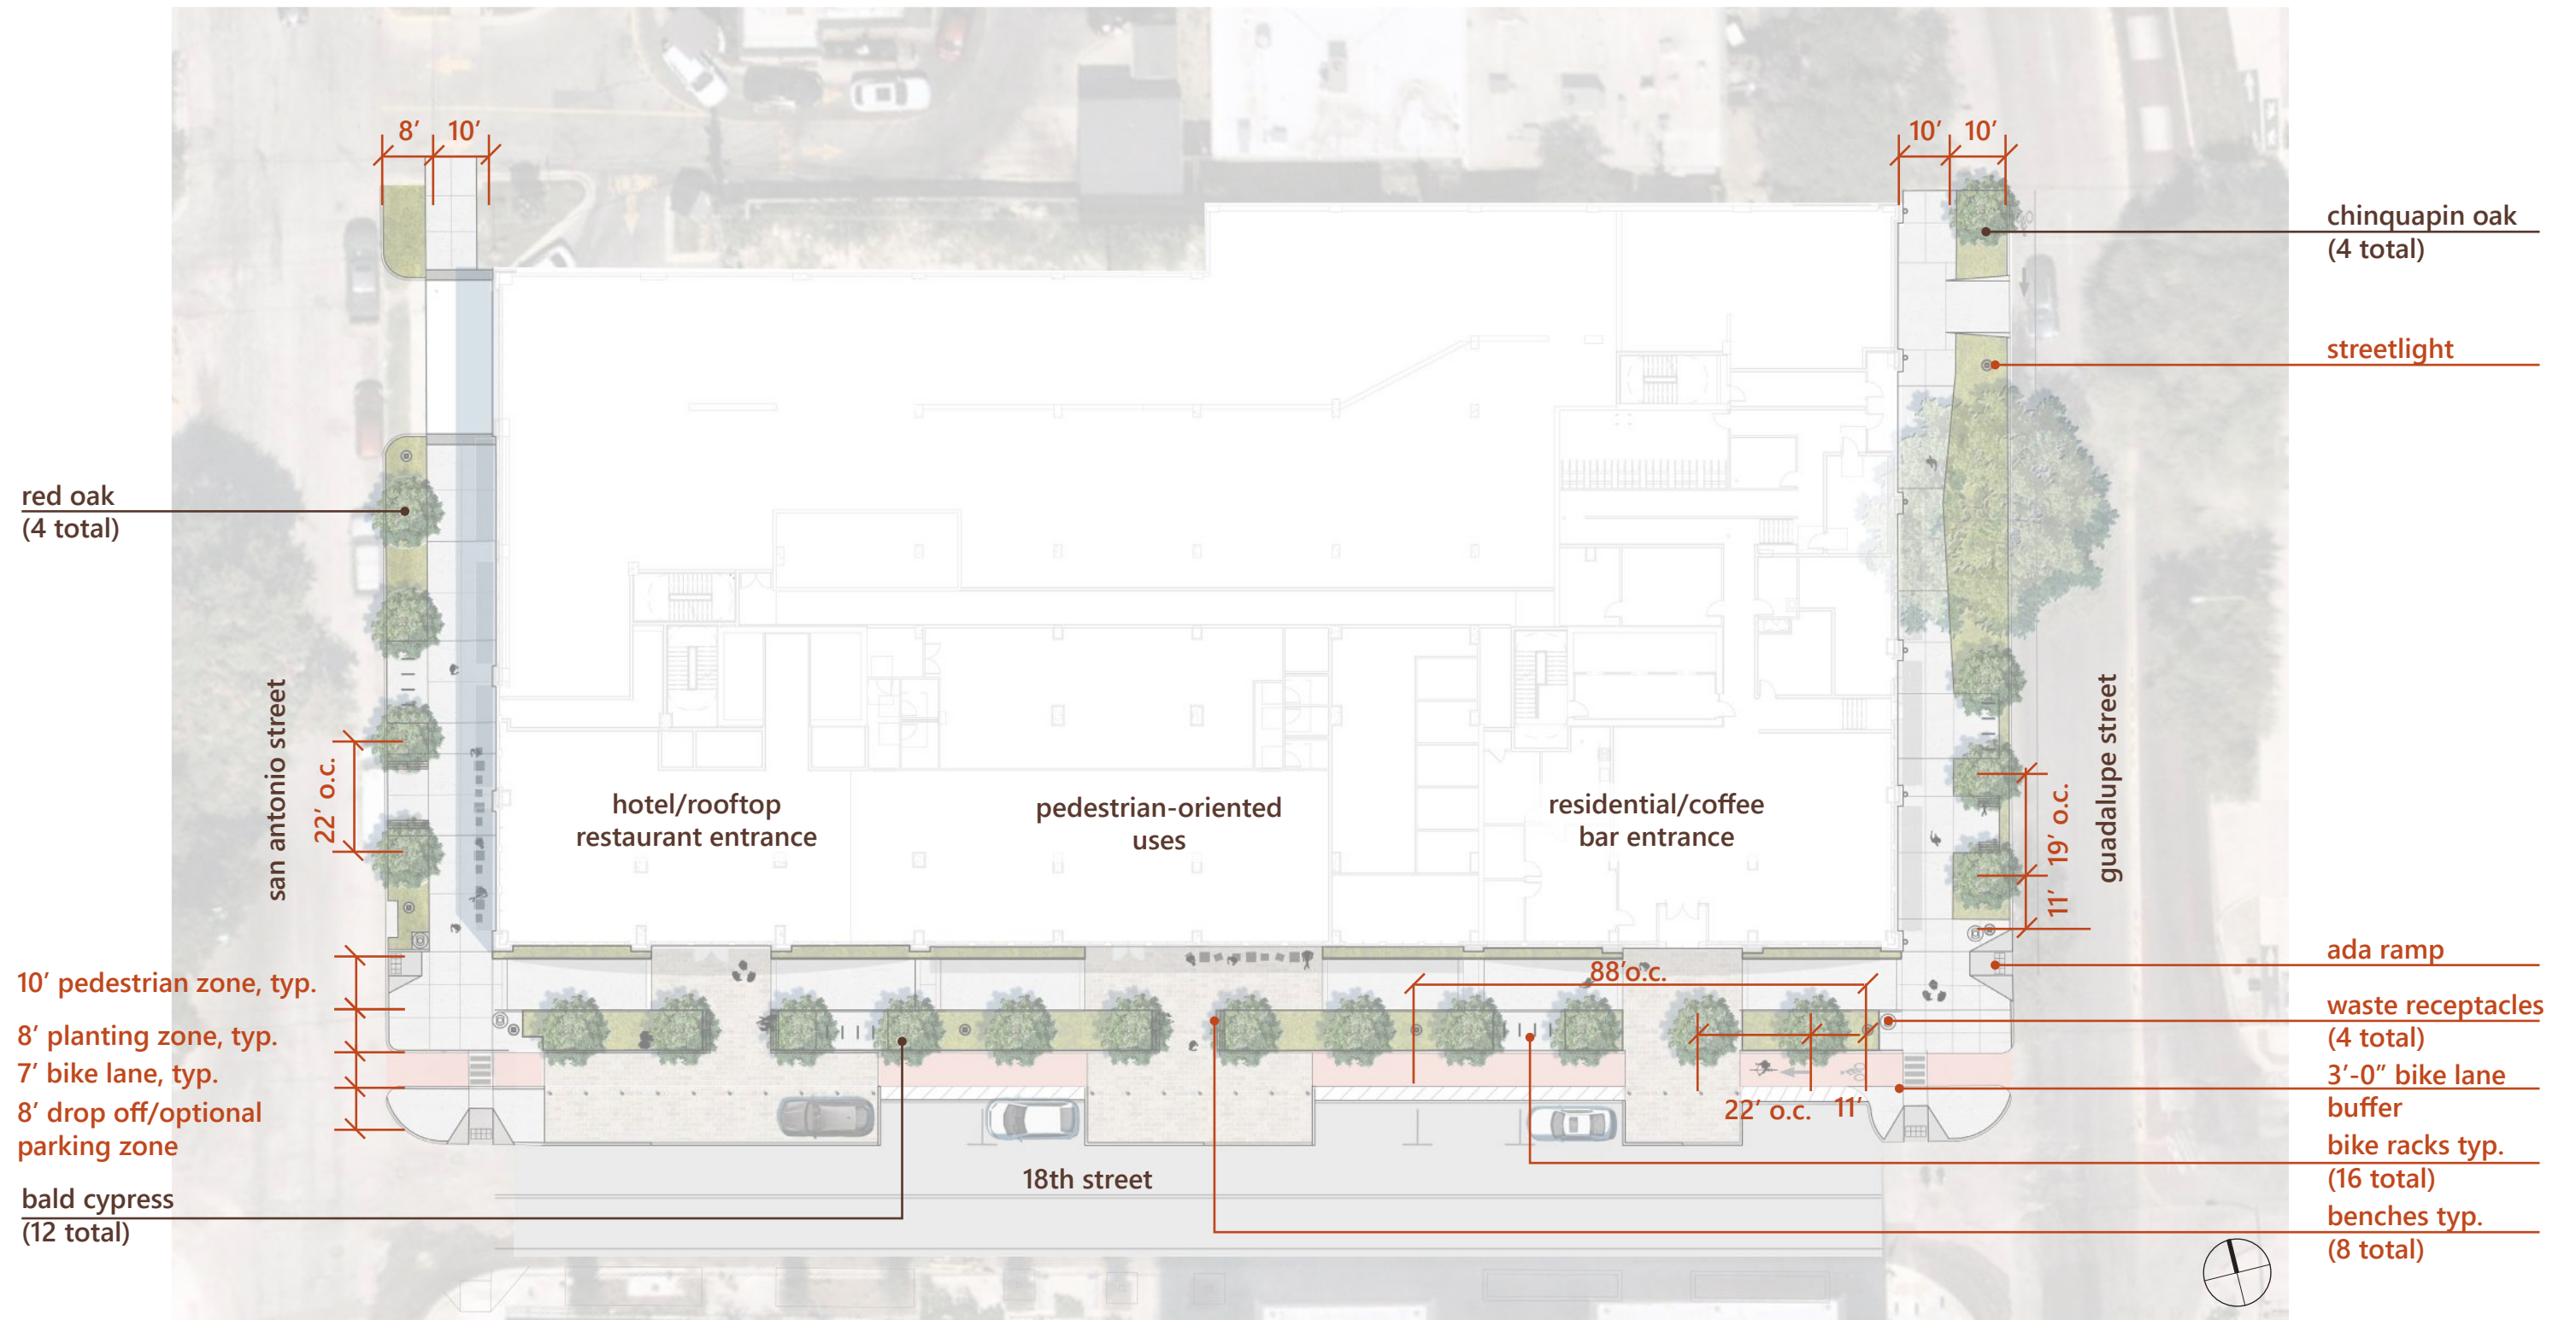 8’ 10’
10’ 10’
chinquapin oak
(4 total)
streetlight
red oak
(4 total)
san antonio street
22’ o.c.
guadalupe street
19’ o.c.
11’
hotel/rooftop
restaurant entrance
pedestrian-oriented
uses
residential/coffee
bar entrance
88’o.c.
22’ o.c. 11’
10’ pedestrian zone, typ.
8’ planting zone, typ.
7’ bike lane, typ.
8’ drop off/optional
parking zone
bald cypress
(12 total)
18th street
ada ramp
waste receptacles
(4 total)
3’-0” bike lane
buffer
bike racks typ.
(16 total)
benches typ.
(8 total)